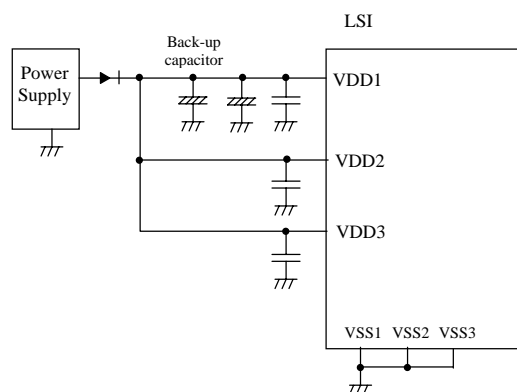 LSI
Back-up
capacitor
Power
Supply
VDD1
VDD2
VDD3
VSS1 VSS2 VSS3